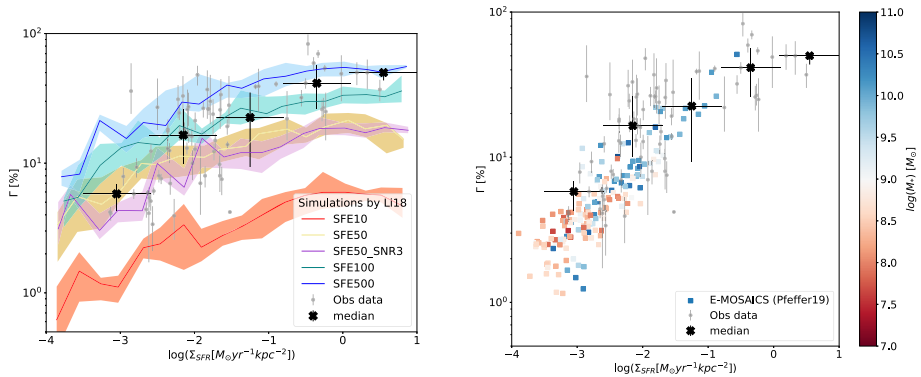 10²
10¹
10⁰
Γ [%]
−4 −3 −2 −1 0 1
log(Σ_SFR[M_⊙yr⁻¹kpc⁻²])
Simulations by LI18
SFE10
SFE50
SFE50_SNR3
SFE100
SFE500
Obs data
median
10²
10¹
10⁰
Γ [%]
−4 −3 −2 −1 0 1
log(Σ_SFR[M_⊙yr⁻¹kpc⁻²])
E-MOSAICS (Pfeffer19)
Obs data
median
11.0
10.5
10.0
9.5
9.0
8.5
8.0
7.5
7.0
log(M_*) [M_⊙]